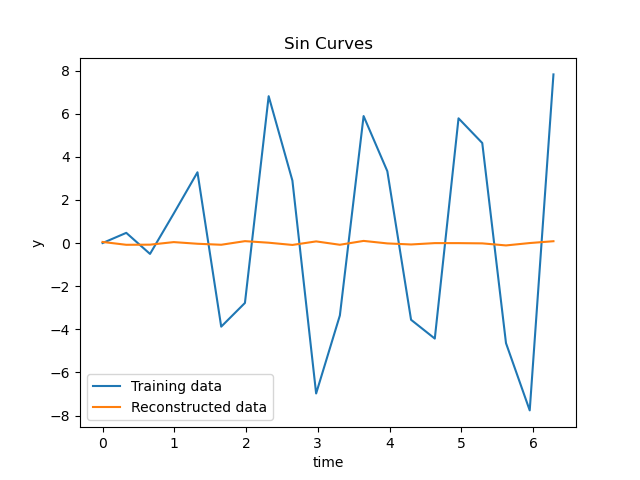 Sin Curves
8
6
4
2
0
−2
−4
−6
−8
y
Training data
Reconstructed data
0 1 2 3 4 5 6
time